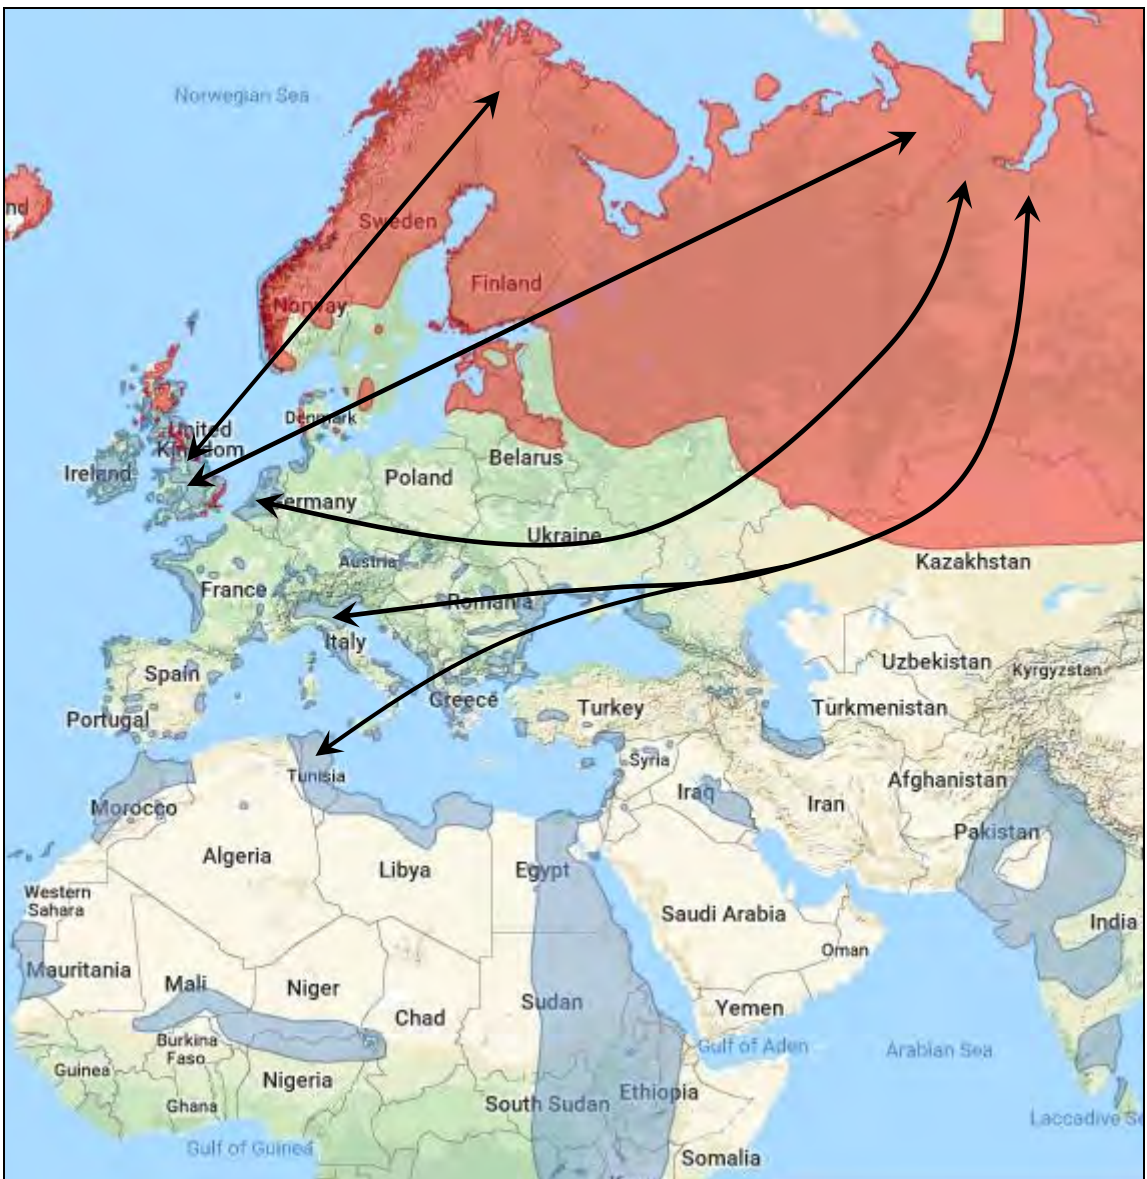 Norwegian Sea
nd
Sweden
Finland
Norway
Denmark
United
Kingdom
Ireland
Belarus
Poland
Germany
Ukraine
Austria
Kazakhstan
France
Romania
Italy
Uzbekistan
Kyrgyzstan
Spain
Greece
Turkey
Turkmenistan
Portugal
Syria
Tunisia
Afghanistan
Iraq
Iran
Morocco
Pakistan
Algeria
Libya
Egypt
Western
Sahara
Saudi Arabia
India
Oman
Mauritania
Mali
Niger
Sudan
Yemen
Chad
Burkina
Faso
Gulf of Aden
Arabian Sea
Guinea
Nigeria
Ethiopia
Ghana
South Sudan
Laccadive Se
Gulf of Guinea
Somalia